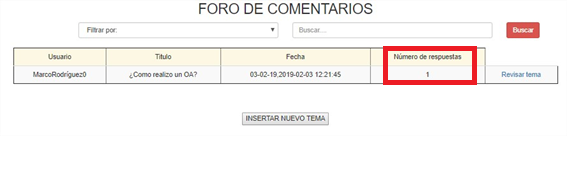 FORO DE COMENTARIOS
Filtrar por: Buscar... Buscar
Usuario Titulo Fecha Número de respuestas
MarcoRodríguez0 ¿Como realizo un OA? 03-02-19,2019-02-03 12:21:45 1 Revisar tema
INSERTAR NUEVO TEMA